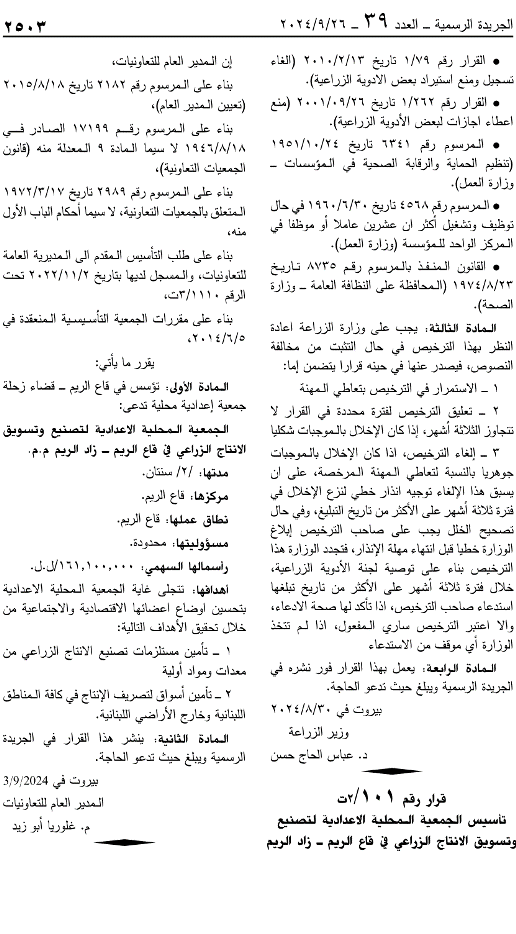 الجريدة الرسمية ــ العدد ٣٩ ــ ٢٠٢٤/٩/٢٦
٢٥٠٣
● القرار رقم ١/٧٩ تاريخ ٢٠١٠/٢/١٣ (الغاء
تسجيل ومنع استيراد بعض الادوية الزراعية).
● القرار رقم ١/٢٦٢ تاريخ ٢٠٠١/٠٩/٢٦ (منع
اعطاء اجازات لبعض الأدوية الزراعية).
● المرسوم رقم ٦٣٤١ تاريخ ١٩٥١/١٠/٢٤
(تنظيم الحماية والرقابة الصحية في المؤسسات ــ
وزارة العمل).
● المرسوم رقم ٤٥٦٨ تاريخ ١٩٦٠/٦/٣٠ في حال
توظيف وتشغيل أكثر ان عشرين عاملا أو موظفا في
المركز الواحد للمؤسسة (وزارة العمل).
● القانون المنفذ بالمرسوم رقم ٨٧٣٥ تاريخ
١٩٧٤/٨/٢٣ (المحافظة على النظافة العامة ــ وزارة
الصحة).
المادة الثالثة: يجب على وزارة الزراعة اعادة
النظر بهذا الترخيص في حال التثبت من مخالفة
النصوص، فيصدر عنها في حينه قرارا يتضمن إما:
١ ــ الاستمرار في الترخيص بتعاطي المهنة
٢ ــ تعليق الترخيص لفترة محددة في القرار لا
تتجاوز الثلاثة أشهر، إذا كان الإخلال بالموجبات شكليا
٣ ــ إلغاء الترخيص، اذا كان الإخلال بالموجبات
جوهريا بالنسبة لتعاطي المهنة المرخصة، على ان
يسبق هذا الإلغاء توجيه انذار خطي لنزع الإخلال في
فترة ثلاثة أشهر على الأكثر من تاريخ التبليغ، وفي حال
تصحيح الخلل يجب على صاحب الترخيص إبلاغ
الوزارة خطيا قبل انتهاء مهلة الإنذار، فتجدد الوزارة هذا
الترخيص بناء على توصية لجنة الأدوية الزراعية،
خلال فترة ثلاثة أشهر على الأكثر من تاريخ تبلغها
استدعاء صاحب الترخيص، اذا تأكد لها صحة الادعاء،
والا اعتبر الترخيص ساري المفعول، اذا لم تتخذ
الوزارة أي موقف من الاستدعاء
المادة الرابعة: يعمل بهذا القرار فور نشره في
الجريدة الرسمية ويبلغ حيث تدعو الحاجة.
بيروت في ٢٠٢٤/٨/٣٠
وزير الزراعة
د. عباس الحاج حسن
قرار رقم ٢/١٠١ت
تأسيس الجمعية المحلية الاعدادية لتصنيع
وتسويق الانتاج الزراعي في قاع الريم ــ زاد الريم
إن المدير العام للتعاونيات،
بناء على المرسوم رقم ٢١٨٢ تاريخ ٢٠١٥/٨/١٨
(تعيين المدير العام)،
بناء على المرسوم رقم ١٧١٩٩ الصادر في
١٩٤٦/٨/١٨ لا سيما المادة ٩ المعدلة منه (قانون
الجمعيات التعاونية)،
بناء على المرسوم رقم ٢٩٨٩ تاريخ ١٩٧٢/٣/١٧
المتعلق بالجمعيات التعاونية، لا سيما أحكام الباب الأول
منه،
بناء على طلب التأسيس المقدم الى المديرية العامة
للتعاونيات، والمسجل لديها بتاريخ ٢٠٢٢/١١/٢ تحت
الرقم ٣/١١١٠ت،
بناء على مقررات الجمعية التأسيسية المنعقدة في
٢٠١٤/٦/٥،
يقرر ما يأتي:
المادة الأولى: تؤسس في قاع الريم ــ قضاء زحلة
جمعية إعدادية محلية تدعى:
الجمعية المحلية الاعدادية لتصنيع وتسويق
الانتاج الزراعي في قاع الريم ــ زاد الريم م.م.
مدتها: /٢/ سنتان.
مركزها: قاع الريم.
نطاق عملها: قاع الريم.
مسؤوليتها: محدودة.
رأسمالها السهمي: ١٦١,١٠٠,٠٠٠/ل.ل.
أهدافها: تتجلى غاية الجمعية المحلية الاعدادية
بتحسين اوضاع اعضائها الاقتصادية والاجتماعية من
خلال تحقيق الأهداف التالية:
١ ــ تأمين مستلزمات تصنيع الانتاج الزراعي من
معدات ومواد أولية
٢ ــ تأمين أسواق لتصريف الإنتاج في كافة المناطق
اللبنانية وخارج الأراضي اللبنانية.
المادة الثانية: ينشر هذا القرار في الجريدة
الرسمية ويبلغ حيث تدعو الحاجة.
بيروت في 3/9/2024
المدير العام للتعاونيات
م. غلوريا أبو زيد